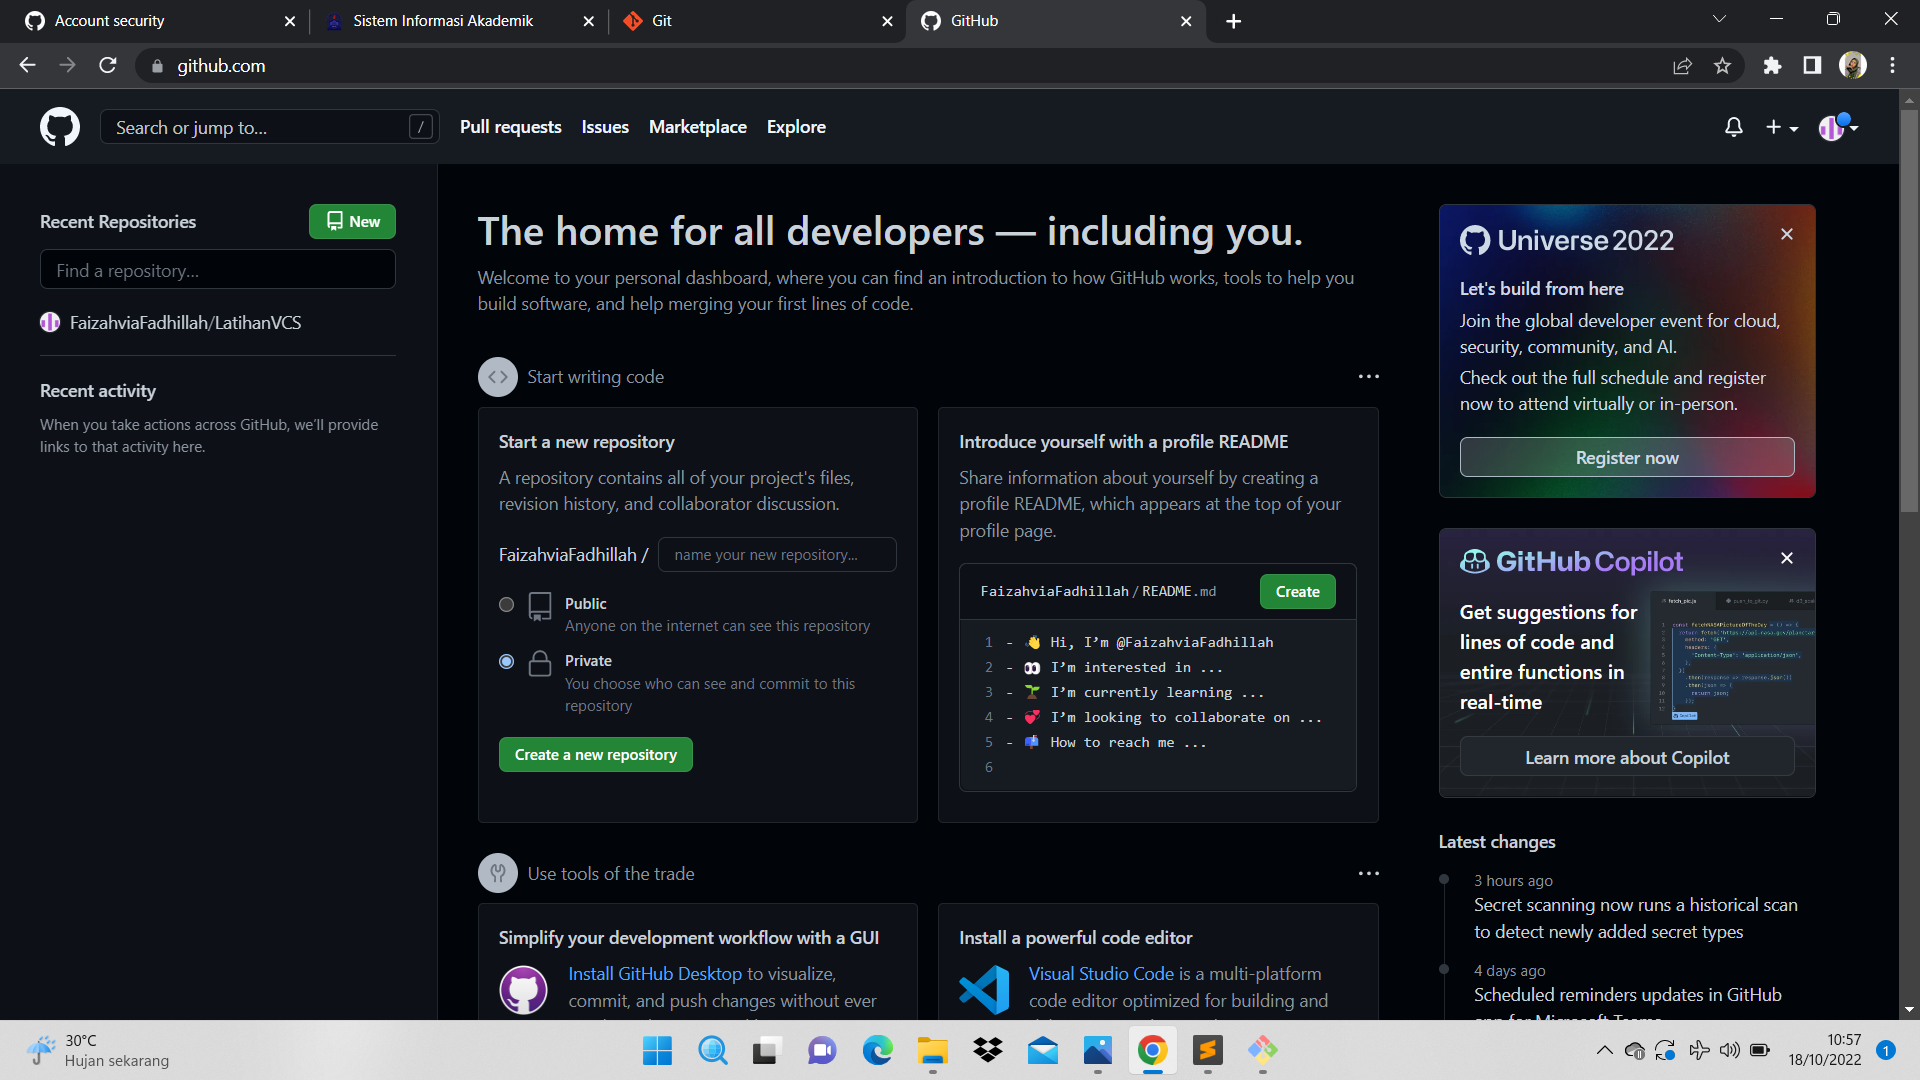 Account security
Sistem Informasi Akademik
Git
GitHub
github.com
Search or jump to...
/
Pull requests
Issues
Marketplace
Explore
Recent Repositories
New
Find a repository...
FaizahviaFadhillah/LatihanVCS
Recent activity
When you take actions across GitHub, we'll provide
links to that activity here.
The home for all developers — including you.
Welcome to your personal dashboard, where you can find an introduction to how GitHub works, tools to help you
build software, and help merging your first lines of code.
Start writing code
Start a new repository
A repository contains all of your project's files,
revision history, and collaborator discussion.
FaizahviaFadhillah /
name your new repository...
Public
Anyone on the internet can see this repository
Private
You choose who can see and commit to this
repository
Create a new repository
Introduce yourself with a profile README
Share information about yourself by creating a
profile README, which appears at the top of your
profile page.
FaizahviaFadhillah / README.md
Create
1 - 👋 Hi, I'm @FaizahviaFadhillah
2 - 👀 I'm interested in ...
3 - 🌱 I'm currently learning ...
4 - 💞️ I'm looking to collaborate on ...
5 - 📫 How to reach me ...
6
Use tools of the trade
Simplify your development workflow with a GUI
Install GitHub Desktop to visualize,
commit, and push changes without ever
Install a powerful code editor
Visual Studio Code is a multi-platform
code editor optimized for building and
Universe 2022
Let's build from here
Join the global developer event for cloud,
security, community, and AI.
Check out the full schedule and register
now to attend virtually or in-person.
Register now
GitHub Copilot
Get suggestions for
lines of code and
entire functions in
real-time
Learn more about Copilot
Latest changes
3 hours ago
Secret scanning now runs a historical scan
to detect newly added secret types
4 days ago
Scheduled reminders updates in GitHub
app for Microsoft Teams
30°C
Hujan sekarang
10:57
18/10/2022
1